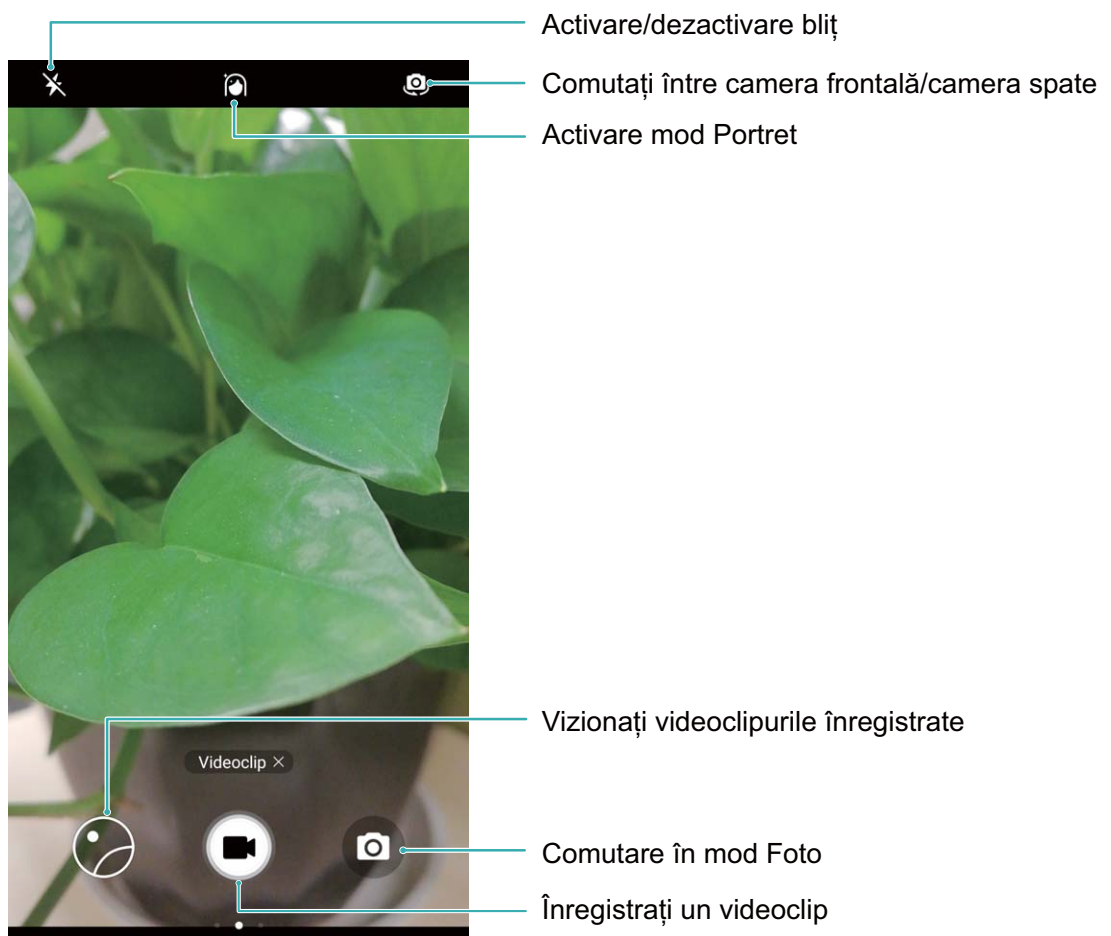 Activare/dezactivare bliț
Comutați între camera frontală/camera spate
Activare mod Portret
Vizionați videoclipurile înregistrate
Videoclip ×
Comutare în mod Foto
Înregistrați un videoclip